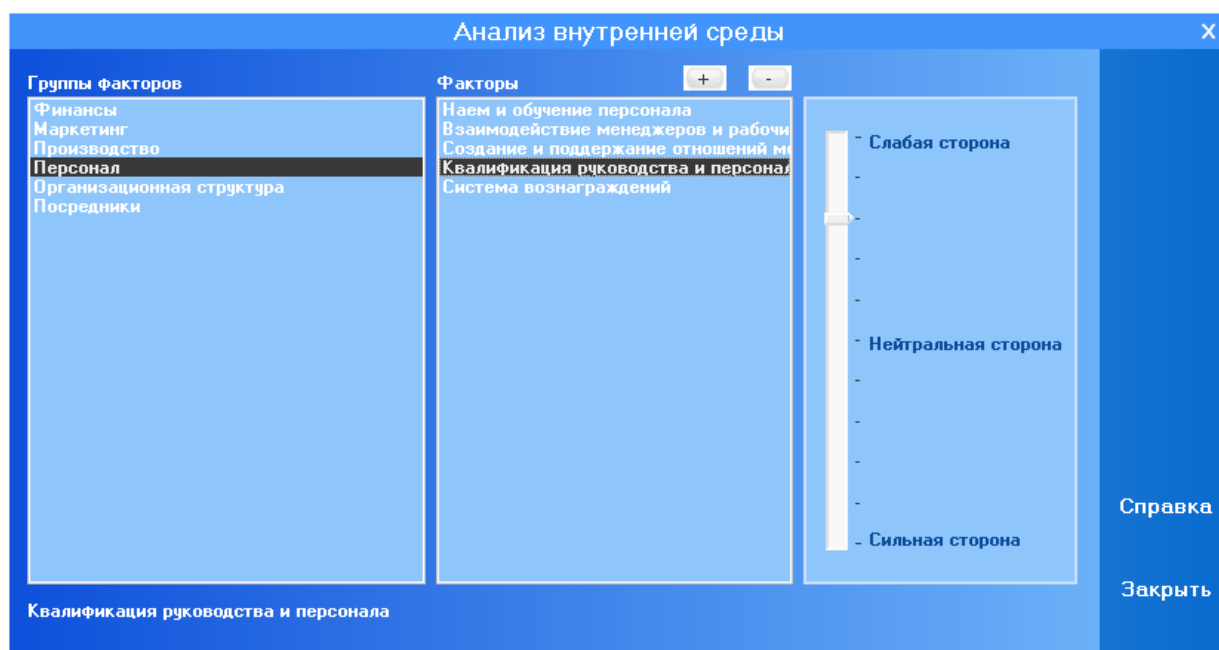 Анализ внутренней среды
X
Группы факторов
Финансы
Маркетинг
Производство
Персонал
Организационная структура
Посредники
Факторы
+ -
Наем и обучение персонала
Взаимодействие менеджеров и рабочи
Создание и поддержание отношений м
Квалификация руководства и персонал
Система вознаграждений
Слабая сторона
Нейтральная сторона
Сильная сторона
Справка
Закрыть
Квалификация руководства и персонала